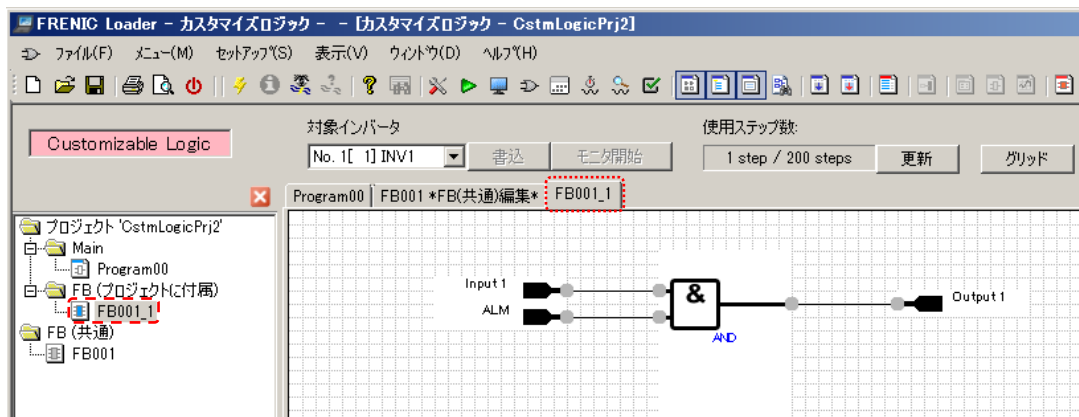 FRENIC Loader - カスタマイズロジック - - [カスタマイズロジック - CstmLogicPrj2]
ファイル(F) メニュー(M) セットアップ(S) 表示(V) ウィンドウ(D) ヘルプ(H)
対象インバータ 使用ステップ数:
Customizable Logic No. 1[ 1] INV1 書込 モニタ開始 1 step / 200 steps 更新 グリッド
Program00 FB001 *FB(共通)編集* FB001_1
プロジェクト 'CstmLogicPrj2'
Main
Program00
FB (プロジェクトに付属)
FB001_1
FB (共通)
FB001
Input1
ALM
&
AND
Output1